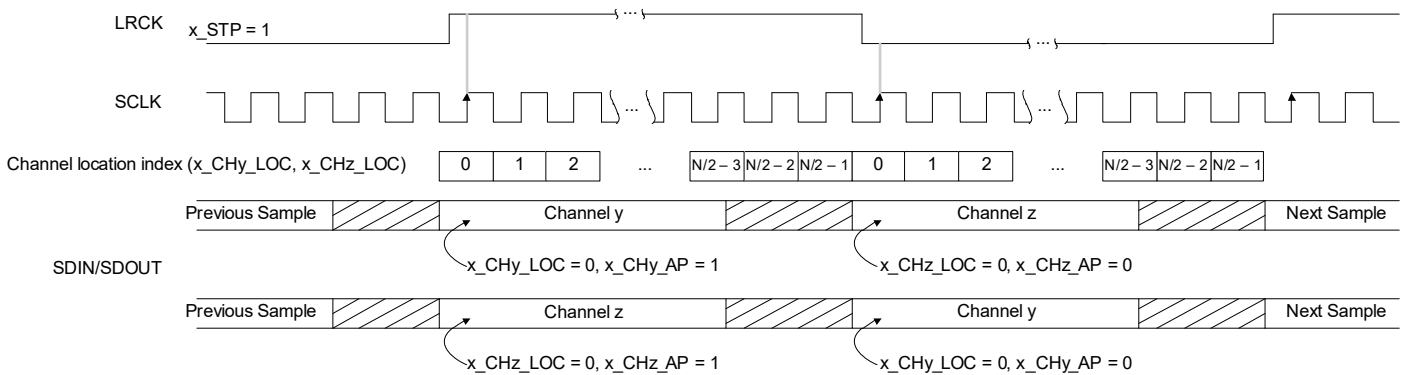 LRCK
x_STP = 1
...
...
SCLK
...
...
Channel location index (x_CHy_LOC, x_CHz_LOC) 0 1 2 ... N/2 – 3 N/2 – 2 N/2 – 1 0 1 2 ... N/2 – 3 N/2 – 2 N/2 – 1
Previous Sample Channel y Channel z Next Sample
x_CHy_LOC = 0, x_CHy_AP = 1 x_CHz_LOC = 0, x_CHz_AP = 0
SDIN/SDOUT
Previous Sample Channel z Channel y Next Sample
x_CHz_LOC = 0, x_CHz_AP = 1 x_CHy_LOC = 0, x_CHy_AP = 0